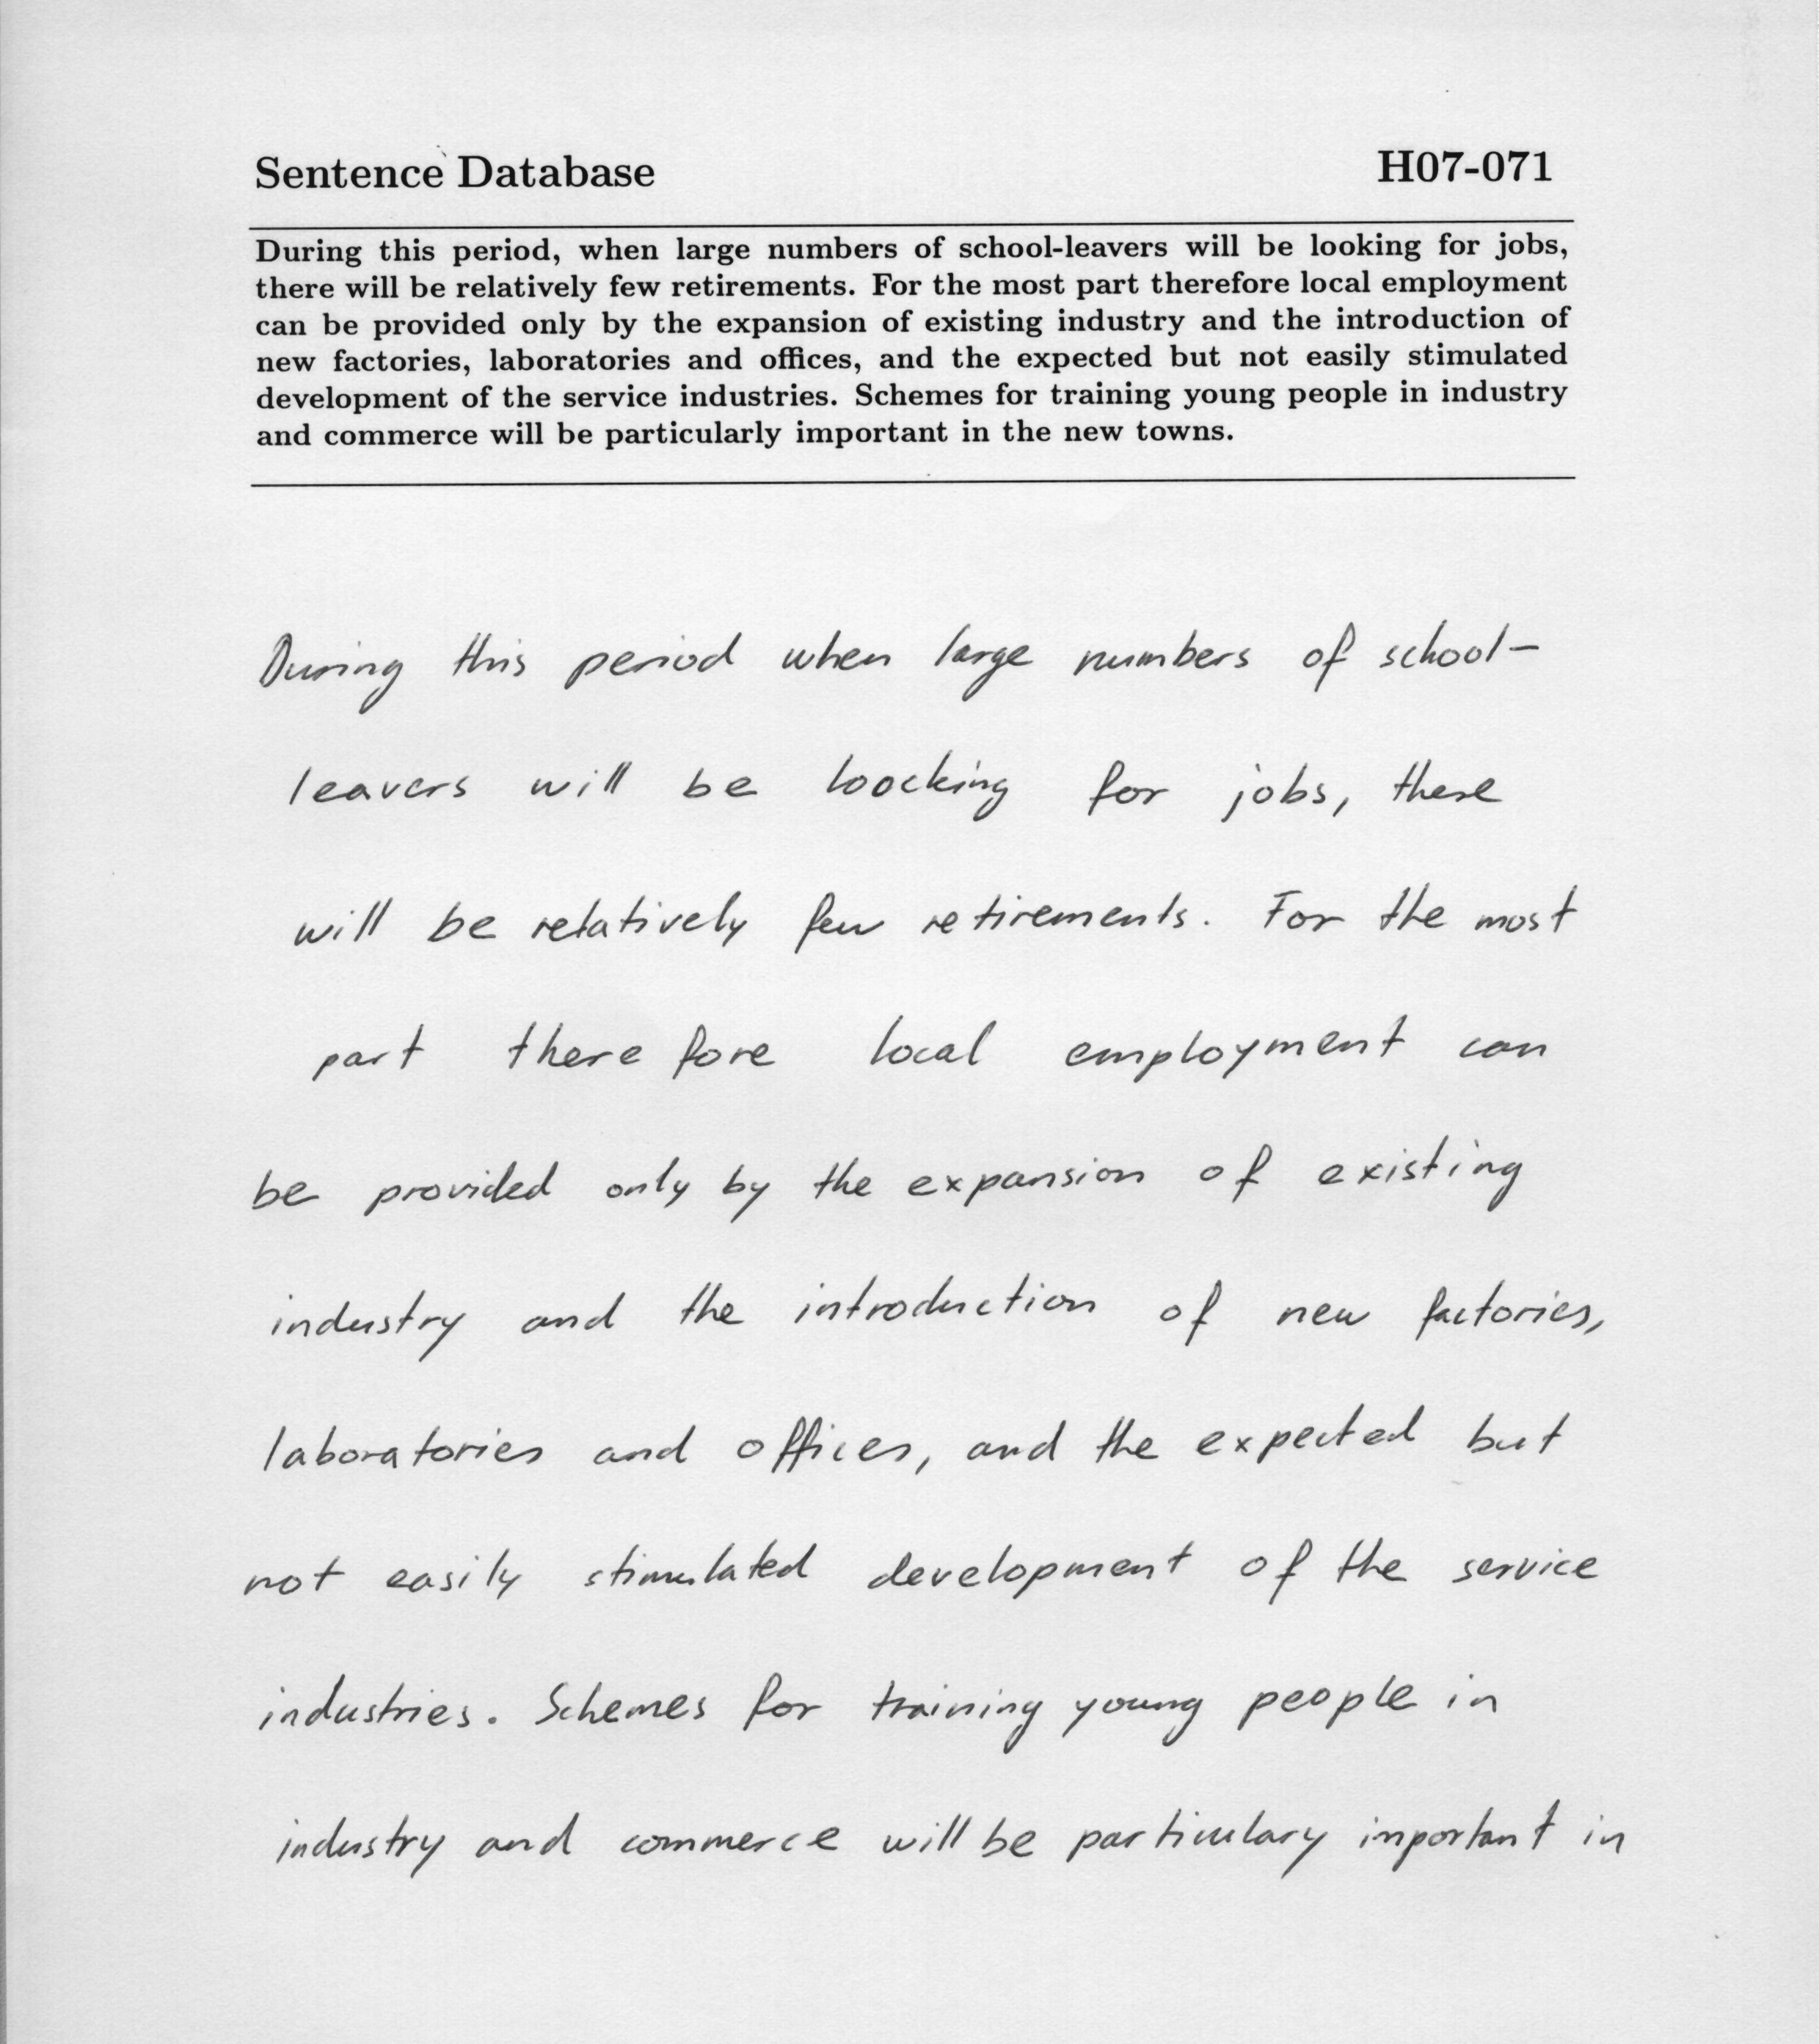 Sentence Database
H07-071
During this period, when large numbers of school-leavers will be looking for jobs,
there will be relatively few retirements. For the most part therefore local employment
can be provided only by the expansion of existing industry and the introduction of
new factories, laboratories and offices, and the expected but not easily stimulated
development of the service industries. Schemes for training young people in industry
and commerce will be particularly important in the new towns.
During this period when large numbers of school-
leavers will be loocking for jobs, there
will be relatively few retirements. For the most
part there fore local employment can
be provided only by the expansion of existing
industry and the introduction of new factories,
laboratories and offices, and the expected but
not easily stimulated development of the service
industries. Schemes for training young people in
industry and commerce will be particulary important in